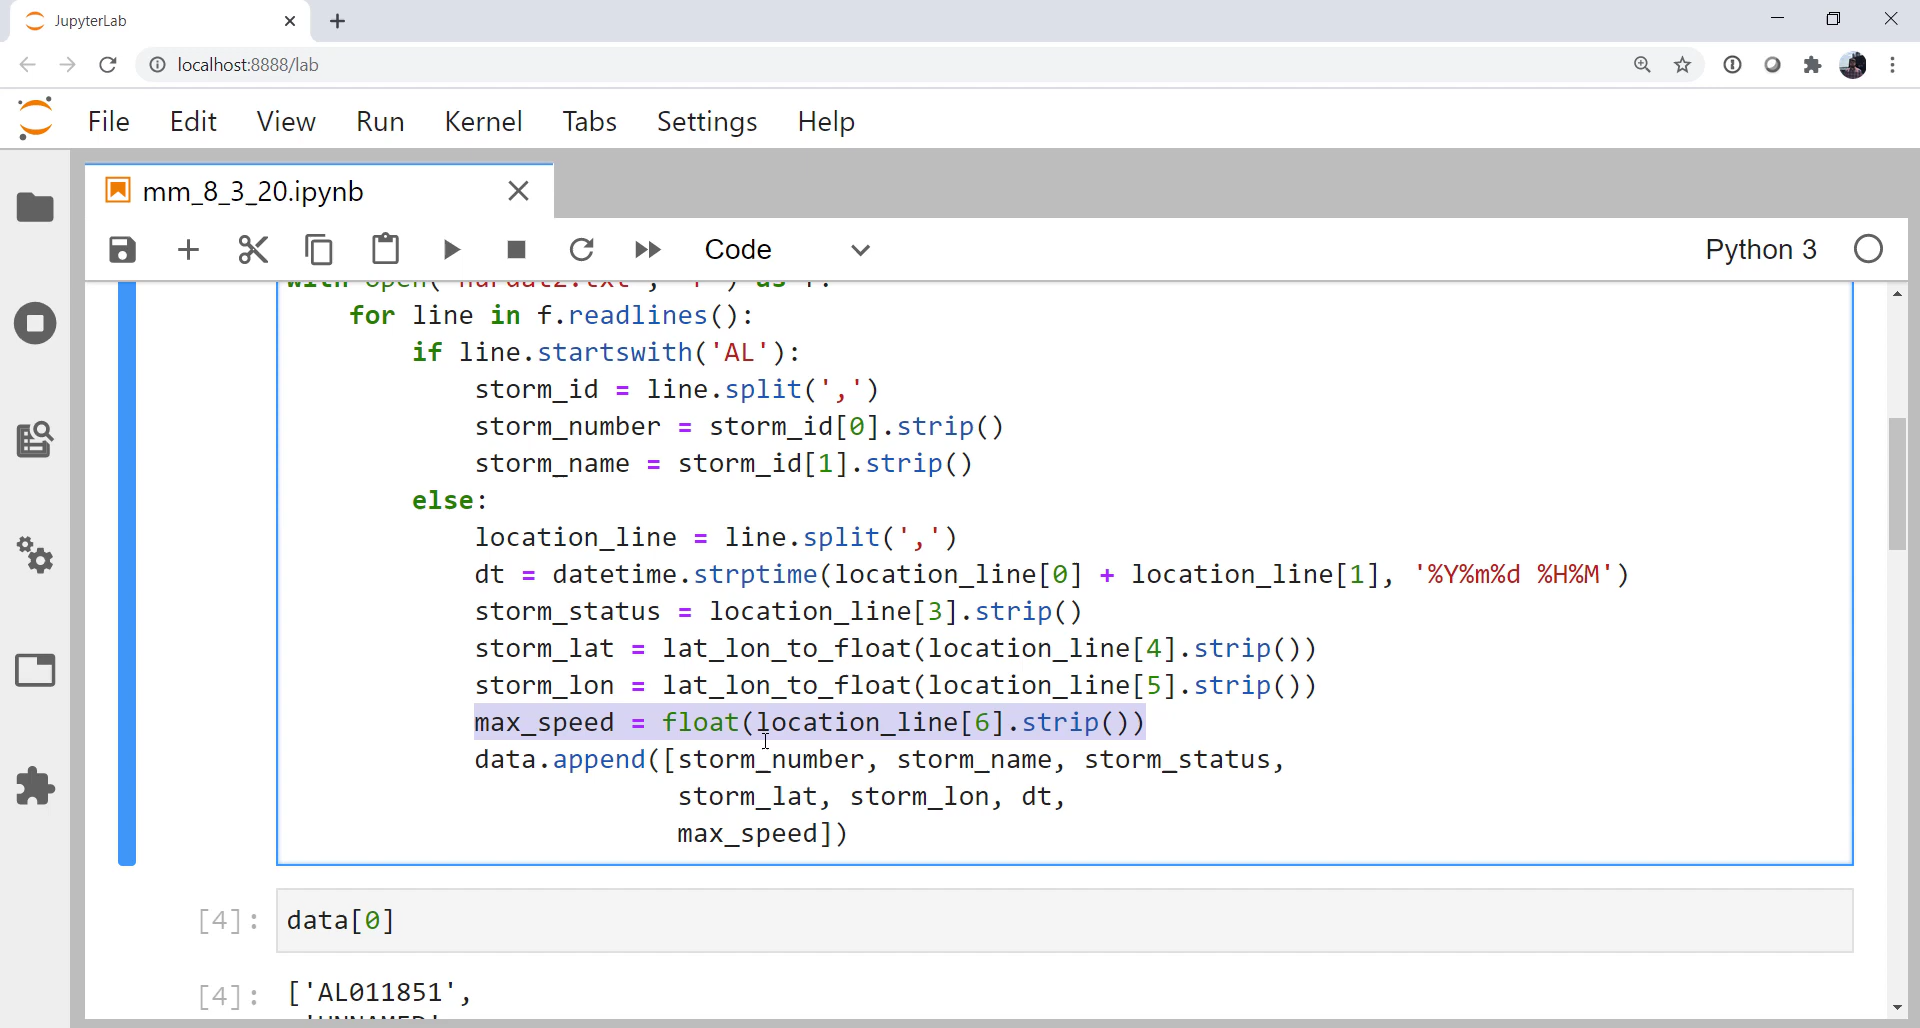 JupyterLab
localhost:8888/lab
File Edit View Run Kernel Tabs Settings Help
mm_8_3_20.ipynb
Code Python 3
with open('hurdat2.txt', 'r') as f:
for line in f.readlines():
if line.startswith('AL'):
storm_id = line.split(',')
storm_number = storm_id[0].strip()
storm_name = storm_id[1].strip()
else:
location_line = line.split(',')
dt = datetime.strptime(location_line[0] + location_line[1], '%Y%m%d %H%M')
storm_status = location_line[3].strip()
storm_lat = lat_lon_to_float(location_line[4].strip())
storm_lon = lat_lon_to_float(location_line[5].strip())
max_speed = float(location_line[6].strip())
data.append([storm_number, storm_name, storm_status,
storm_lat, storm_lon, dt,
max_speed])
[4]: data[0]
[4]: ['AL011851',
'UNNAMED'